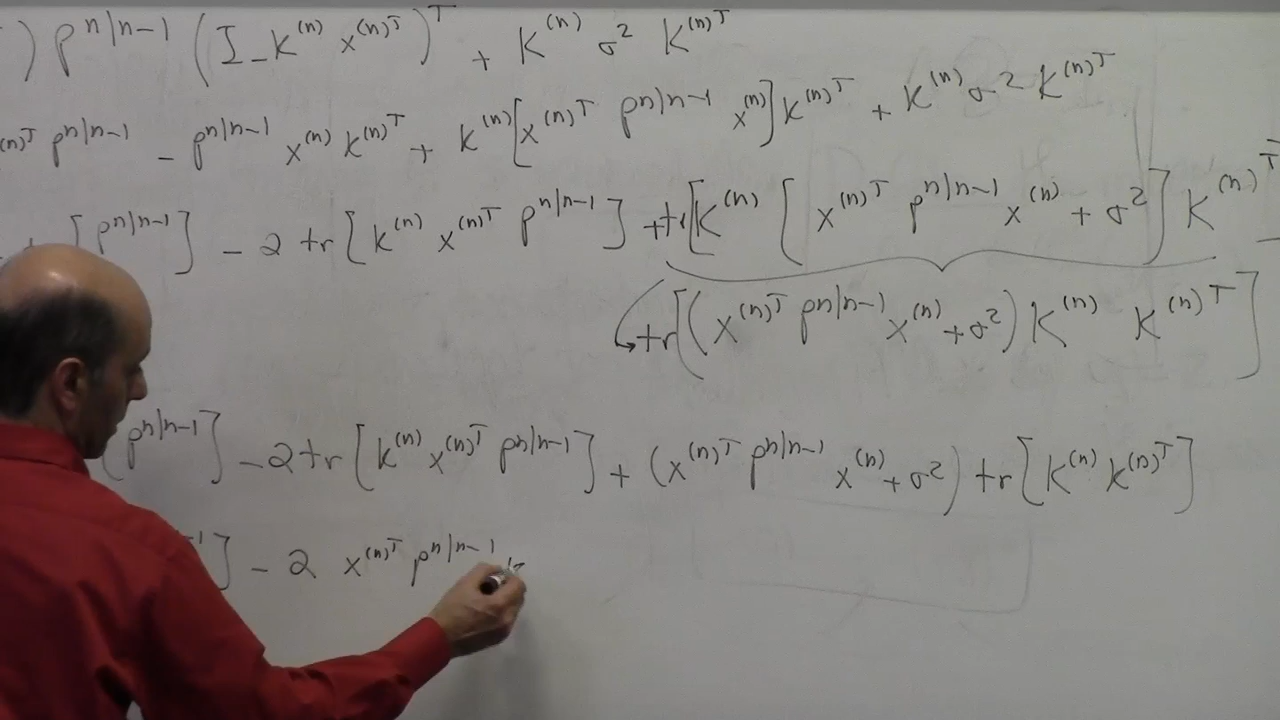 ) P^{n|n-1} (I - K^{(n)} x^{(n)T})^T + K^{(n)} σ^2 K^{(n)T}
^{(n)T} P^{n|n-1} - P^{n|n-1} x^{(n)} K^{(n)T} + K^{(n)} [x^{(n)T} P^{n|n-1} x^{(n)}] K^{(n)T} + K^{(n)} σ^2 K^{(n)T}
[P^{n|n-1}] - 2 tr [K^{(n)} x^{(n)T} P^{n|n-1}] + tr [K^{(n)} [x^{(n)T} P^{n|n-1} x^{(n)} + σ^2] K^{(n)T}
tr [(x^{(n)T} P^{n|n-1} x^{(n)} + σ^2) K^{(n)} K^{(n)T}]
[P^{n|n-1}] - 2 tr [K^{(n)} x^{(n)T} P^{n|n-1}] + (x^{(n)T} P^{n|n-1} x^{(n)} + σ^2) tr [K^{(n)} K^{(n)T}]
^{-1}] - 2 x^{(n)T} P^{n|n-1}